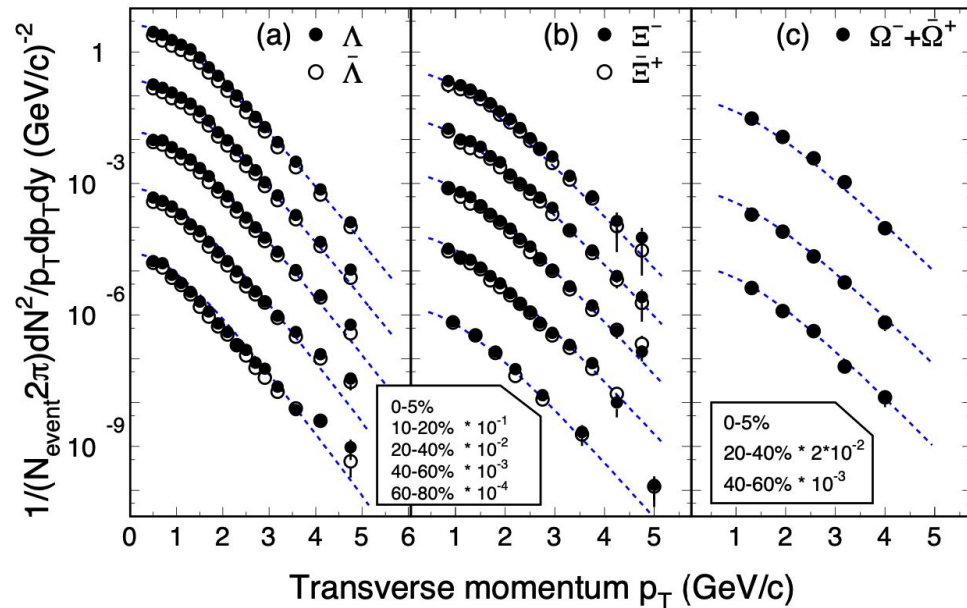 1/(N_event 2π)dN²/p_T dp_T dy (GeV/c)⁻²
1
10⁻³
10⁻⁶
10⁻⁹
(a) Λ
Λ̄
(b) Ξ⁻
Ξ̄⁺
(c) Ω⁻+Ω̄⁺
0-5%
10-20% * 10⁻¹
20-40% * 10⁻²
40-60% * 10⁻³
60-80% * 10⁻⁴
0-5%
20-40% * 2*10⁻²
40-60% * 10⁻³
0 1 2 3 4 5 6 0 1 2 3 4 5 0 1 2 3 4 5 6
Transverse momentum p_T (GeV/c)